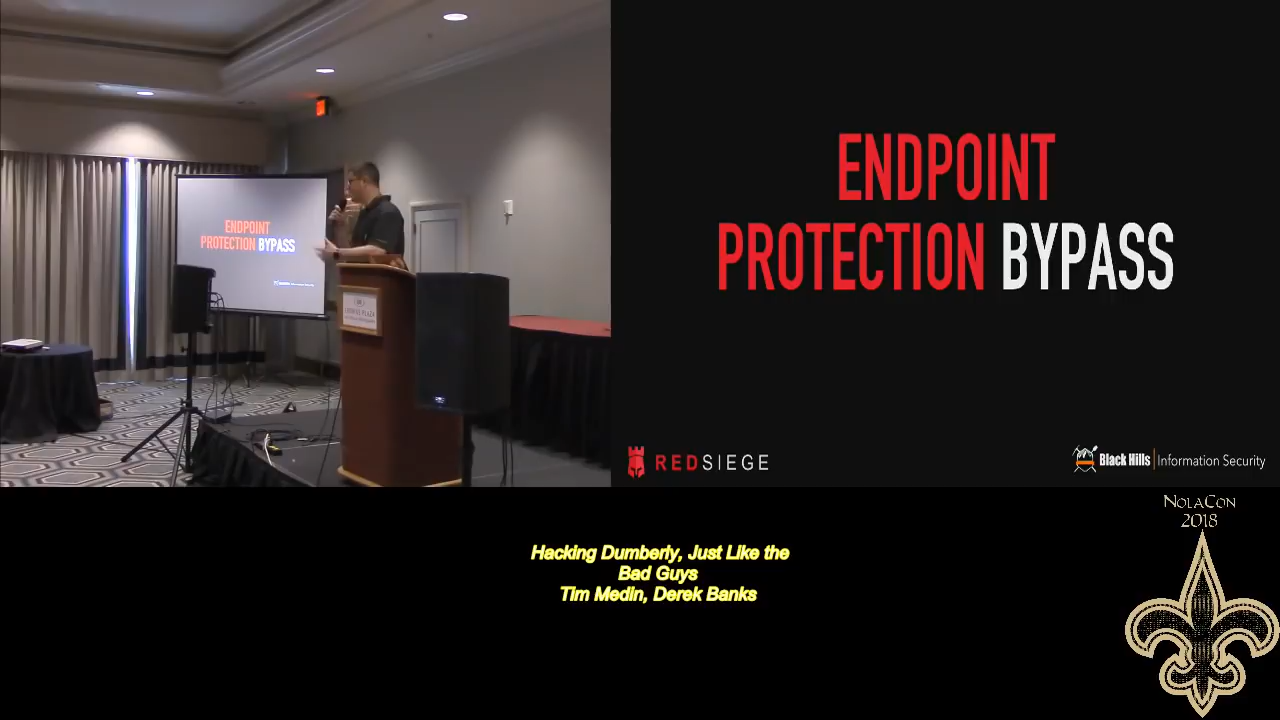 ENDPOINT
PROTECTION BYPASS
ENDPOINT
PROTECTION BYPASS
REDSIEGE
Black Hills Information Security
NOLACON
2018
Hacking Dumberly, Just Like the
Bad Guys
Tim Medin, Derek Banks